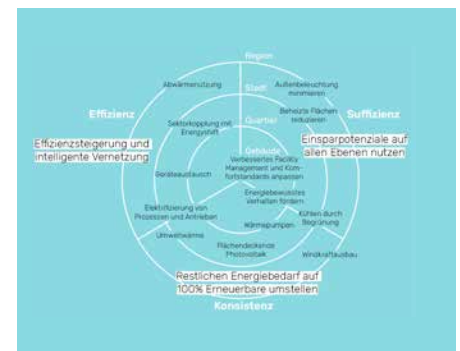 Region
Abwärmenutzung
Außenbeleuchtung
minimieren
Stadt
Effizienz
Beheizte Flächen
reduzieren
Suffizienz
Sektorkopplung mit
Energyshift
Quartier
Effizienzsteigerung und
intelligente Vernetzung
Einsparpotenziale auf
allen Ebenen nutzen
Gebäude
Verbessertes Facility
Management und Kom-
fortstandards anpassen
Geräteaustausch
Energiebewusstes
Verhalten fördern
Elektrifizierung von
Prozessen und Antrieben
Kühlen durch
Begrünung
Wärmepumpen
Umweltwärme
Flächendeckende
Photovoltaik
Windkraftausbau
Restlichen Energiebedarf auf
100% Erneuerbare umstellen
Konsistenz